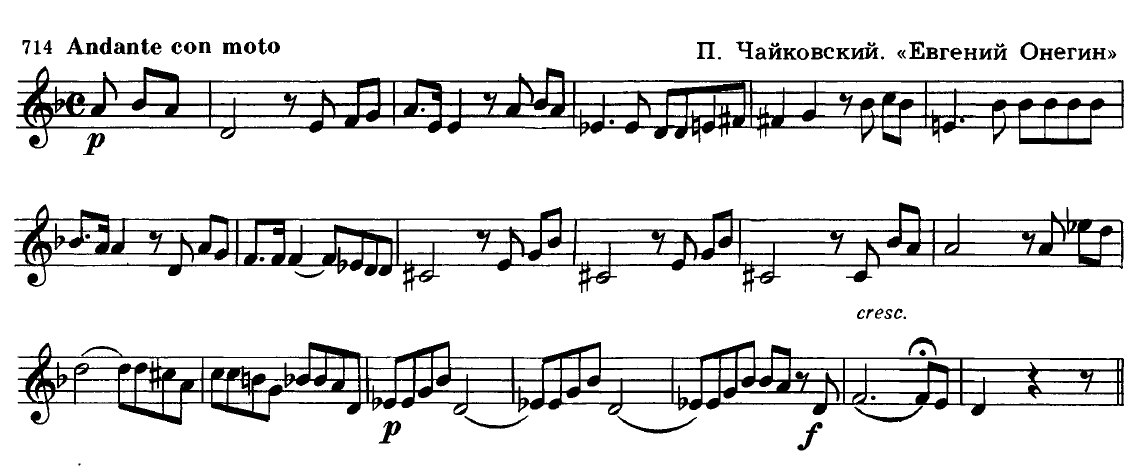 714 Andante con moto
П. Чайковский. «Евгений Онегин»
p
cresc.
p
f